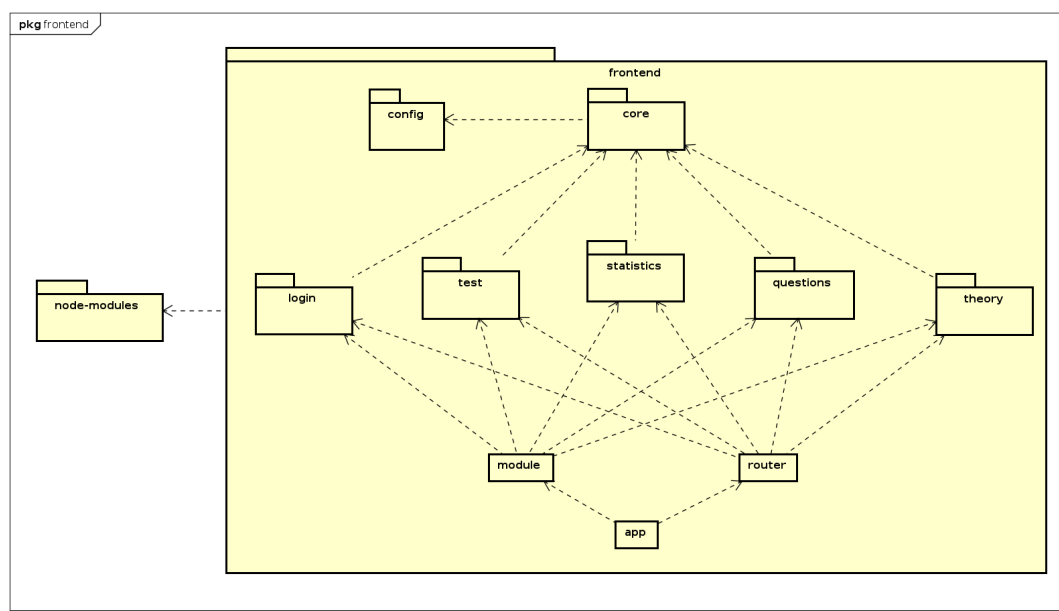 pkg frontend
frontend
config
core
login
test
statistics
questions
theory
node-modules
module
router
app